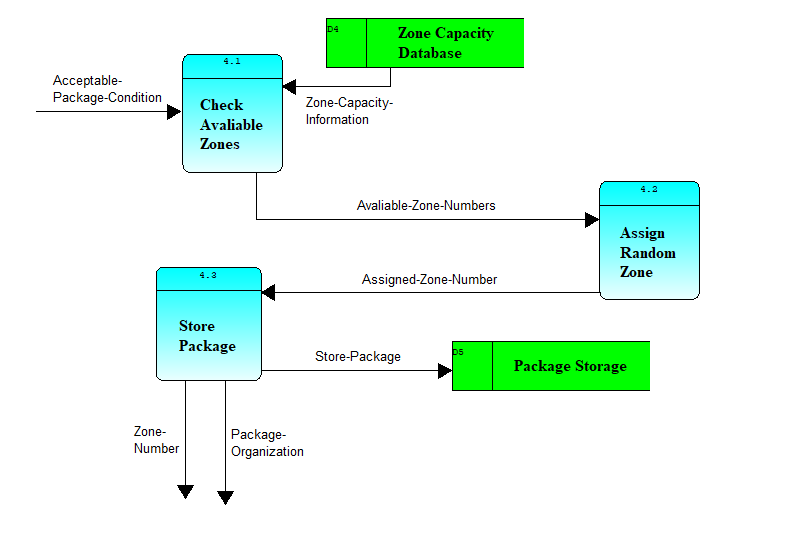 D4
Zone Capacity
Database
4.1
Acceptable-
Package-Condition
Check
Avaliable
Zones
Zone-Capacity-
Information
4.2
Avaliable-Zone-Numbers
Assign
Random
Zone
4.3
Assigned-Zone-Number
Store
Package
Store-Package
D5
Package Storage
Zone-
Number
Package-
Organization